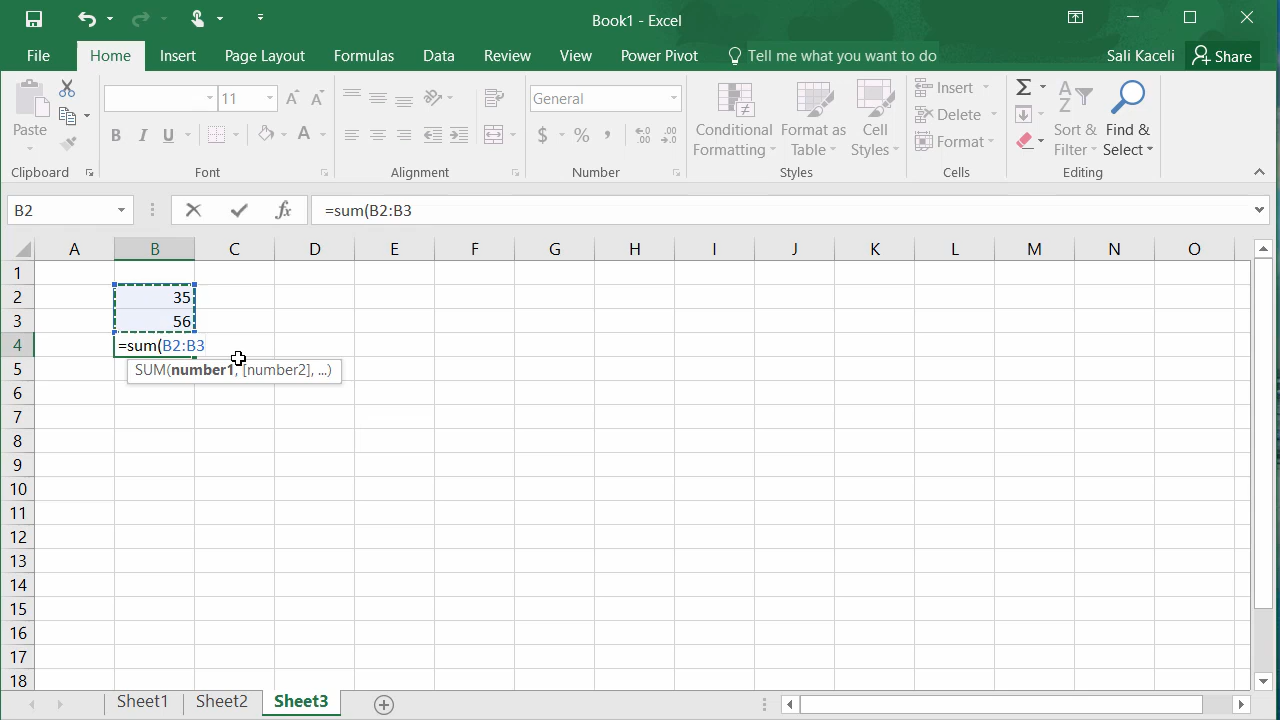 Book1 - Excel
File Home Insert Page Layout Formulas Data Review View Power Pivot Tell me what you want to do Sali Kaceli Share
Paste 11 General Conditional Formatting Format as Table Cell Styles Insert Delete Format Sort & Filter Find & Select
B I U A $ % ,
Clipboard Font Alignment Number Styles Cells Editing
B2 fx =sum(B2:B3
A B C D E F G H I J K L M N O
1
2 35
3 56
4 =sum(B2:B3
5 SUM(number1, [number2], ...)
6
7
8
9
10
11
12
13
14
15
16
17
18
Sheet1 Sheet2 Sheet3